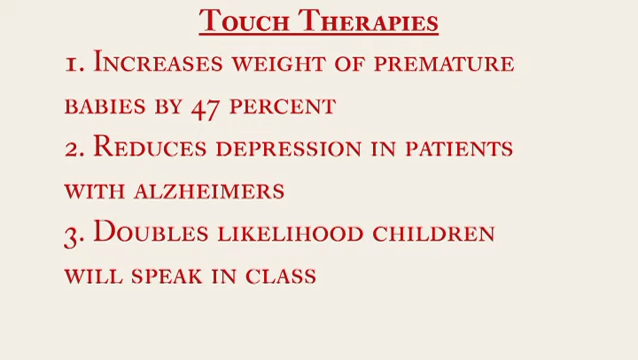 Touch Therapies
1. Increases weight of premature
babies by 47 percent
2. Reduces depression in patients
with alzheimers
3. Doubles likelihood children
will speak in class